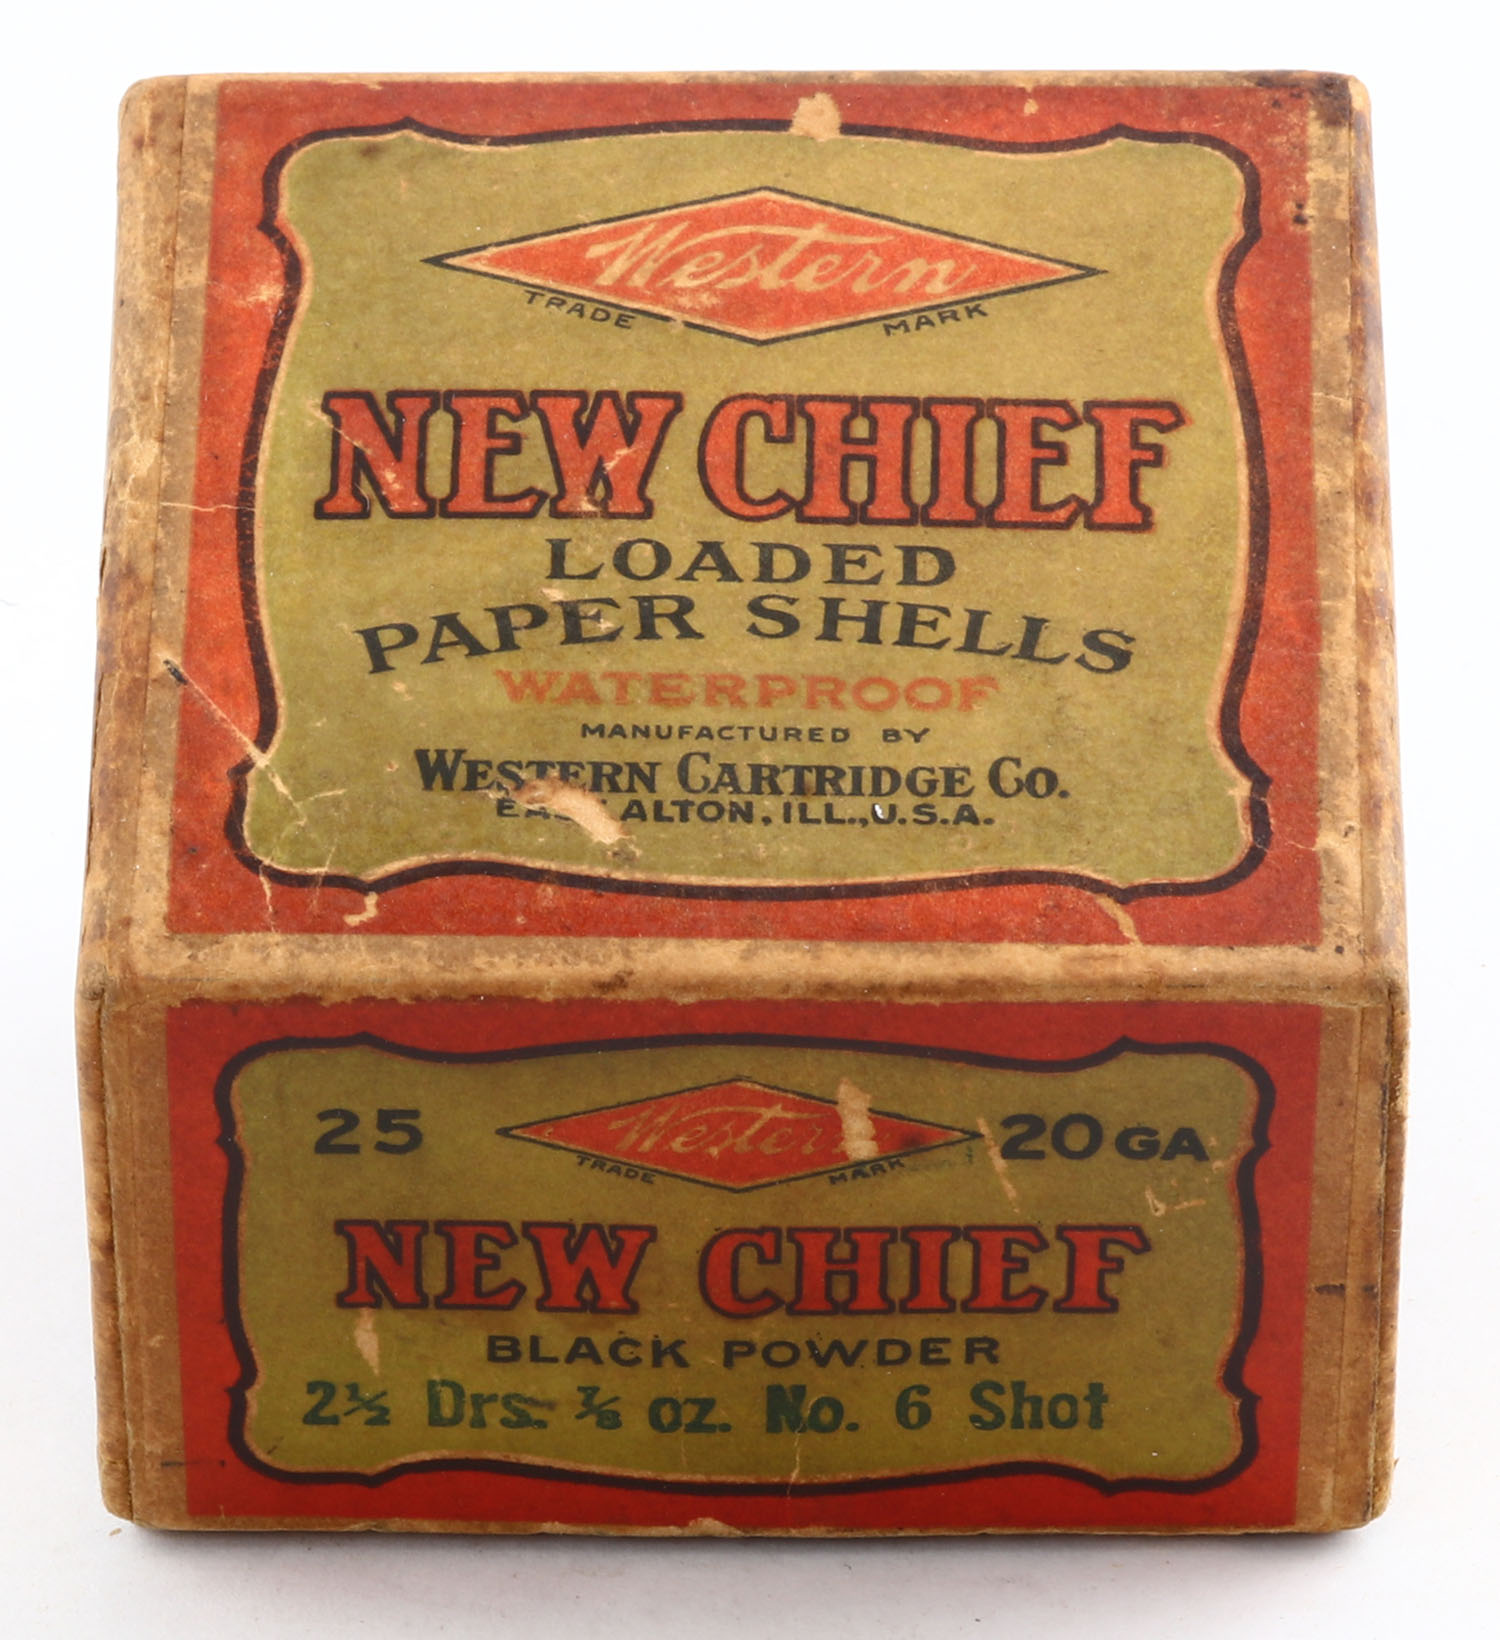 Western
TRADE MARK
NEW CHIEF
LOADED
PAPER SHELLS
WATERPROOF
MANUFACTURED BY
WESTERN CARTRIDGE CO.
EAST ALTON, ILL., U.S.A.
25 Western 20 GA
TRADE MARK
NEW CHIEF
BLACK POWDER
2½ Drs. ⅞ oz. No. 6 Shot